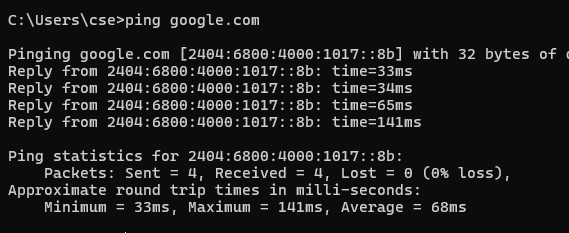 C:\Users\cse>ping google.com
Pinging google.com [2404:6800:4000:1017::8b] with 32 bytes of
Reply from 2404:6800:4000:1017::8b: time=33ms
Reply from 2404:6800:4000:1017::8b: time=34ms
Reply from 2404:6800:4000:1017::8b: time=65ms
Reply from 2404:6800:4000:1017::8b: time=141ms
Ping statistics for 2404:6800:4000:1017::8b:
    Packets: Sent = 4, Received = 4, Lost = 0 (0% loss),
Approximate round trip times in milli-seconds:
    Minimum = 33ms, Maximum = 141ms, Average = 68ms